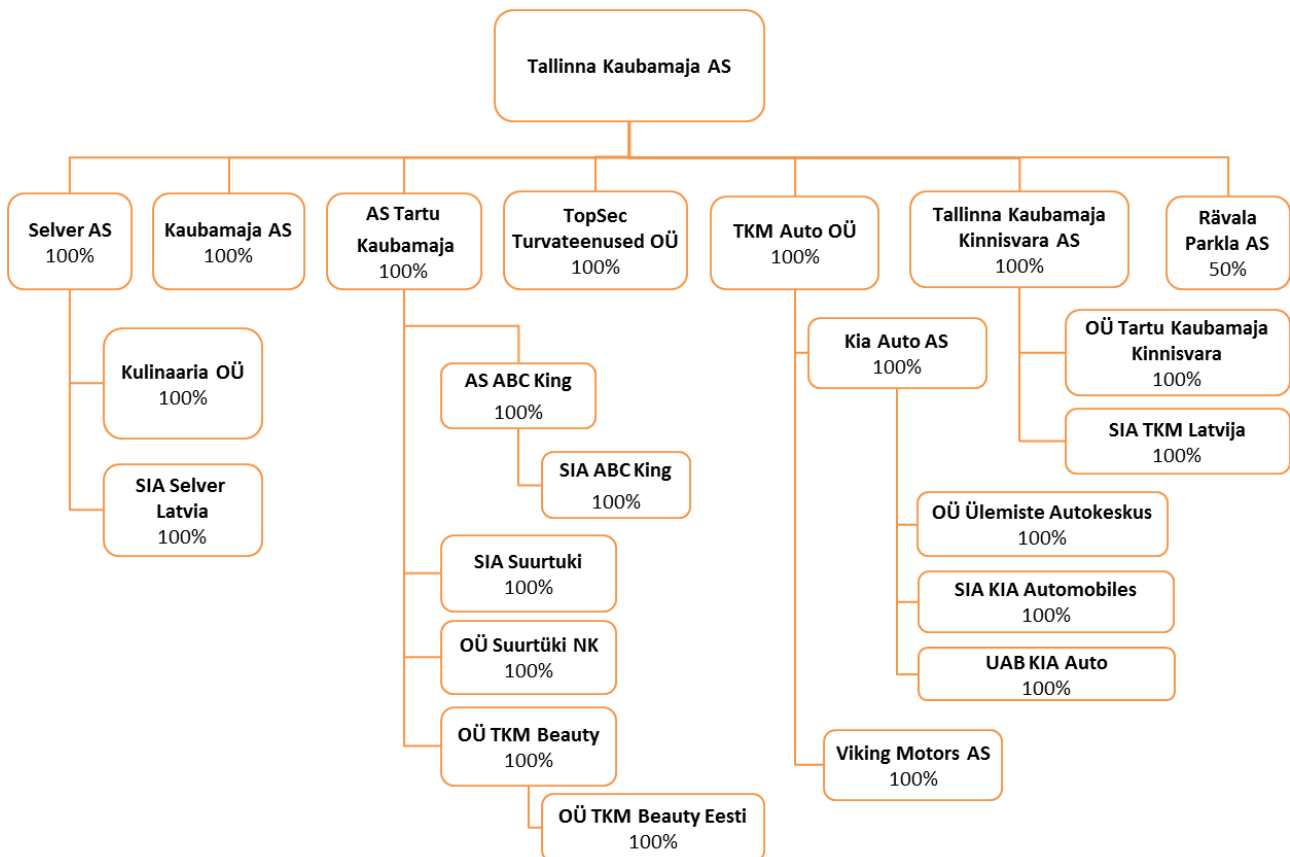 Tallinna Kaubamaja AS
Selver AS
100%
Kaubamaja AS
100%
AS Tartu
Kaubamaja
100%
TopSec
Turvateenused OÜ
100%
TKM Auto OÜ
100%
Tallinna Kaubamaja
Kinnisvara AS
100%
Rävala
Parkla AS
50%
Kulinaaria OÜ
100%
SIA Selver
Latvia
100%
AS ABC King
100%
SIA ABC King
100%
SIA Suurtuki
100%
OÜ Suurtüki NK
100%
OÜ TKM Beauty
100%
OÜ TKM Beauty Eesti
100%
Kia Auto AS
100%
OÜ Ülemiste Autokeskus
100%
SIA KIA Automobiles
100%
UAB KIA Auto
100%
Viking Motors AS
100%
OÜ Tartu Kaubamaja
Kinnisvara
100%
SIA TKM Latvija
100%